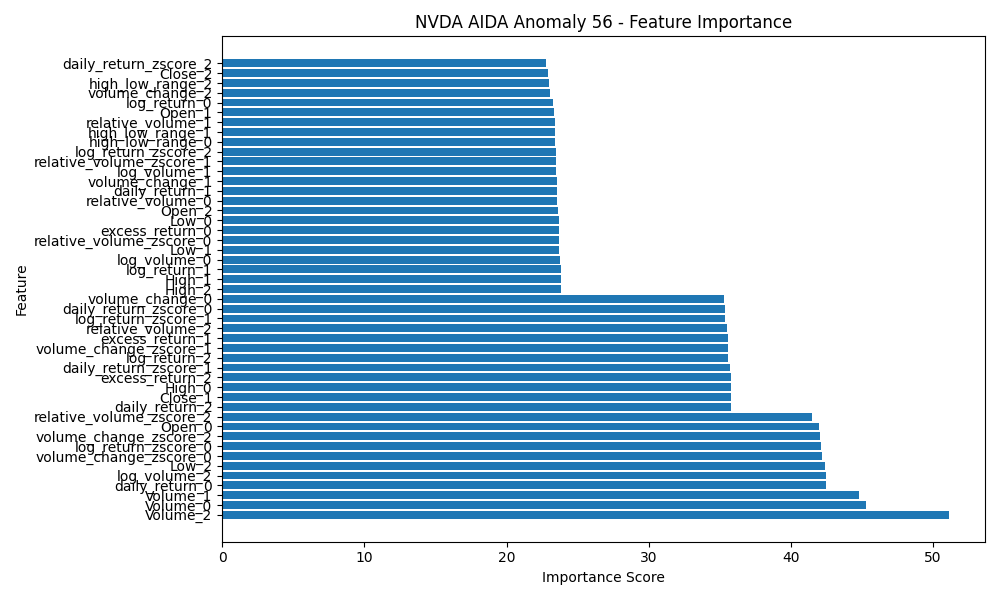 NVDA AIDA Anomaly 56 - Feature Importance
daily_return_zscore_2
Close_2
high_low_range_2
volume_change_2
log_return_0
Open_1
relative_volume_1
high_low_range_1
high_low_range_0
log_return_zscore_2
relative_volume_zscore_1
log_volume_1
volume_change_1
daily_return_1
relative_volume_0
Open_2
Low_0
excess_return_0
relative_volume_zscore_0
Low_1
log_volume_0
log_return_1
High_1
High_2
volume_change_0
daily_return_zscore_0
log_return_zscore_1
relative_volume_2
excess_return_1
volume_change_zscore_1
log_return_2
daily_return_zscore_1
excess_return_2
High_0
Close_1
daily_return_2
relative_volume_zscore_2
Open_0
volume_change_zscore_2
log_return_zscore_0
volume_change_zscore_0
Low_2
log_volume_2
daily_return_0
Volume_1
Volume_0
Volume_2
Feature
0 10 20 30 40 50
Importance Score